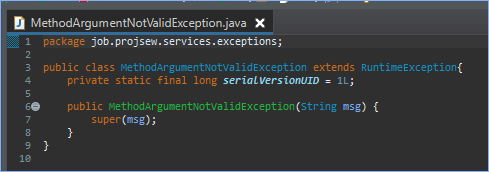 MethodArgumentNotValidException.java
1 package job.projsew.services.exceptions;
2
3 public class MethodArgumentNotValidException extends RuntimeException{
4 private static final long serialVersionUID = 1L;
5
6 public MethodArgumentNotValidException(String msg) {
7 super(msg);
8 }
9 }
10